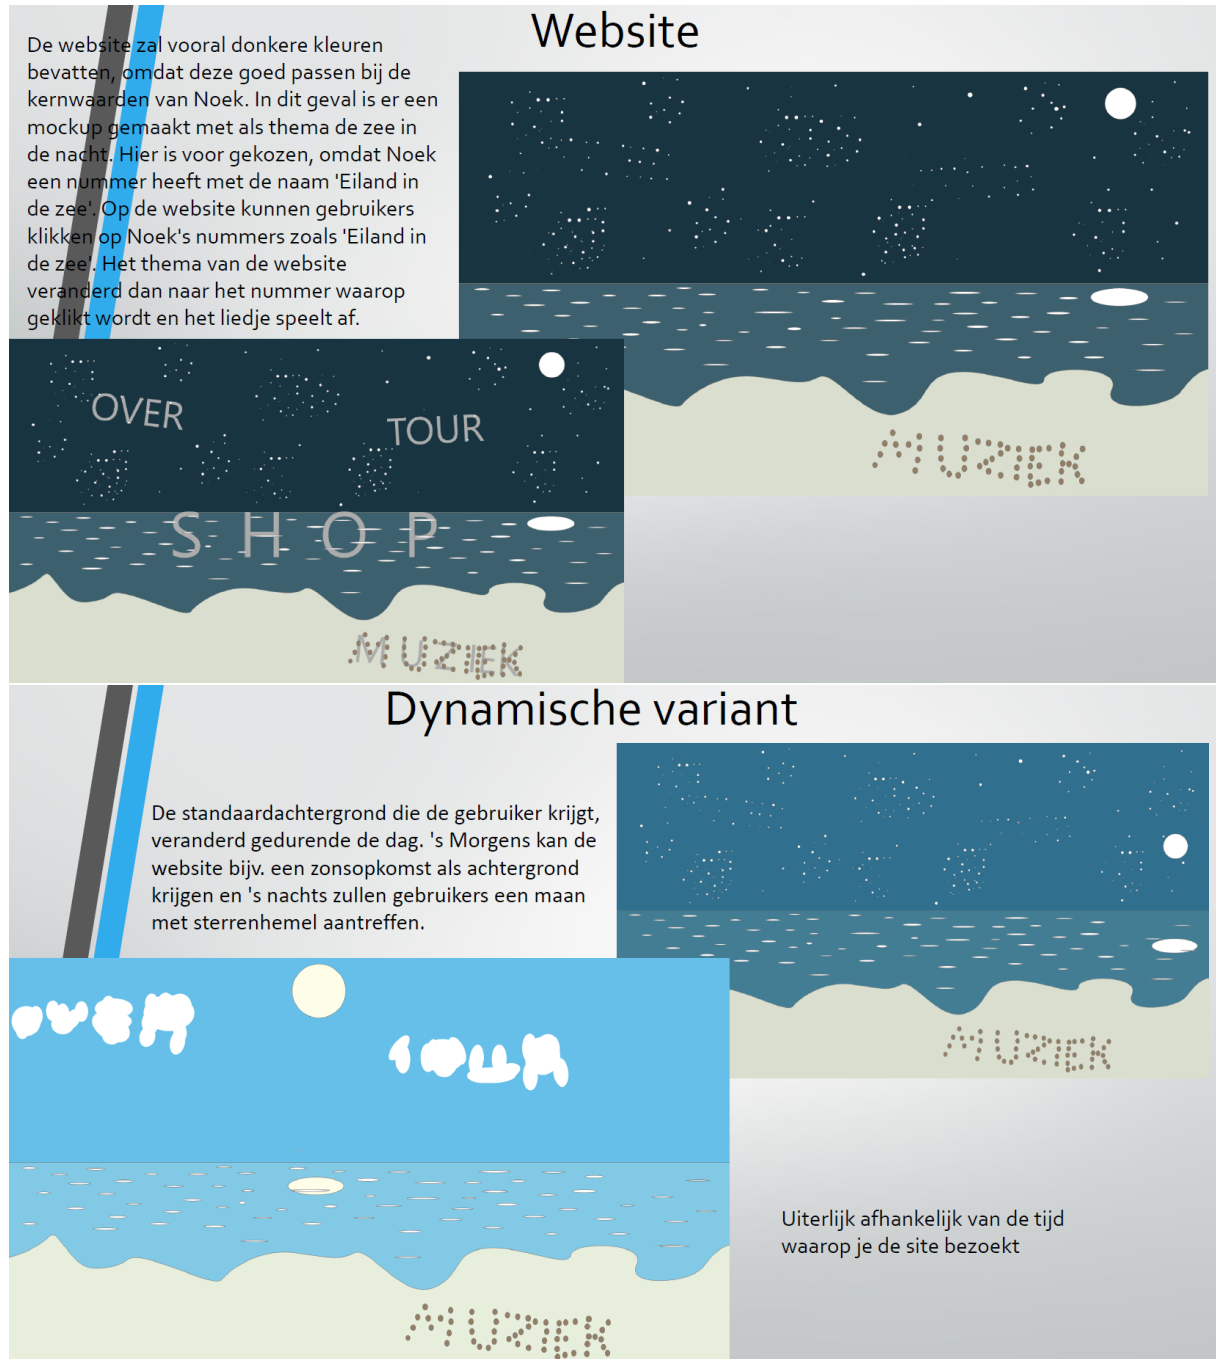 Website
De website zal vooral donkere kleuren
bevatten, omdat deze goed passen bij de
kernwaarden van Noek. In dit geval is er een
mockup gemaakt met als thema de zee in
de nacht. Hier is voor gekozen, omdat Noek
een nummer heeft met de naam 'Eiland in
de zee'. Op de website kunnen gebruikers
klikken op Noek's nummers zoals 'Eiland in
de zee'. Het thema van de website
veranderd dan naar het nummer waarop
geklikt wordt en het liedje speelt af.
MUZIEK
OVER
TOUR
SHOP
MUZIEK
Dynamische variant
De standaardachtergrond die de gebruiker krijgt,
veranderd gedurende de dag. 's Morgens kan de
website bijv. een zonsopkomst als achtergrond
krijgen en 's nachts zullen gebruikers een maan
met sterrenhemel aantreffen.
MUZIEK
OVER
TOUR
Uiterlijk afhankelijk van de tijd
waarop je de site bezoekt
MUZIEK